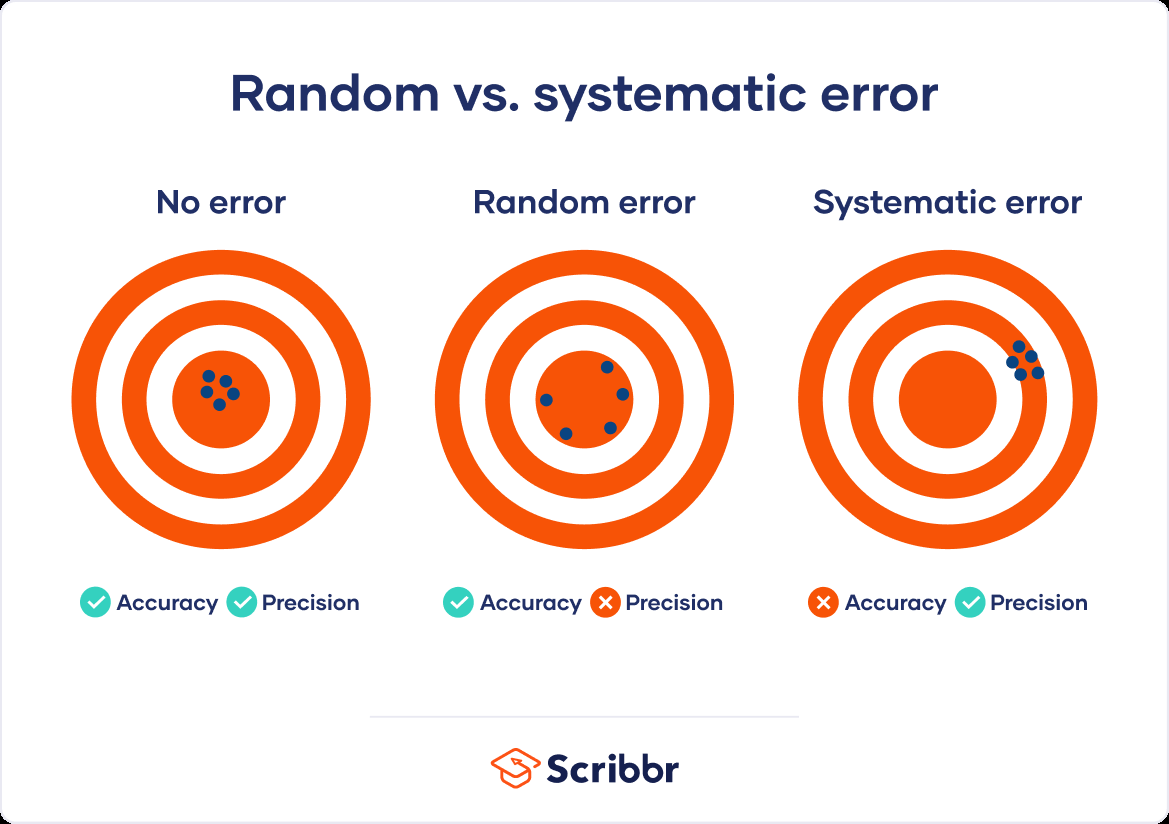 Random vs. systematic error
No error
Random error
Systematic error
Accuracy Precision
Accuracy Precision
Accuracy Precision
Scribbr